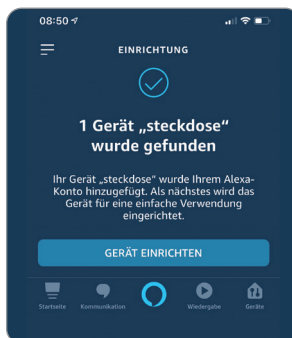 08:50
EINRICHTUNG
1 Gerät „steckdose“
wurde gefunden
Ihr Gerät „steckdose“ wurde Ihrem Alexa-
Konto hinzugefügt. Als nächstes wird das
Gerät für eine einfache Verwendung
eingerichtet.
GERÄT EINRICHTEN
Startseite Kommunikation Wiedergabe Geräte